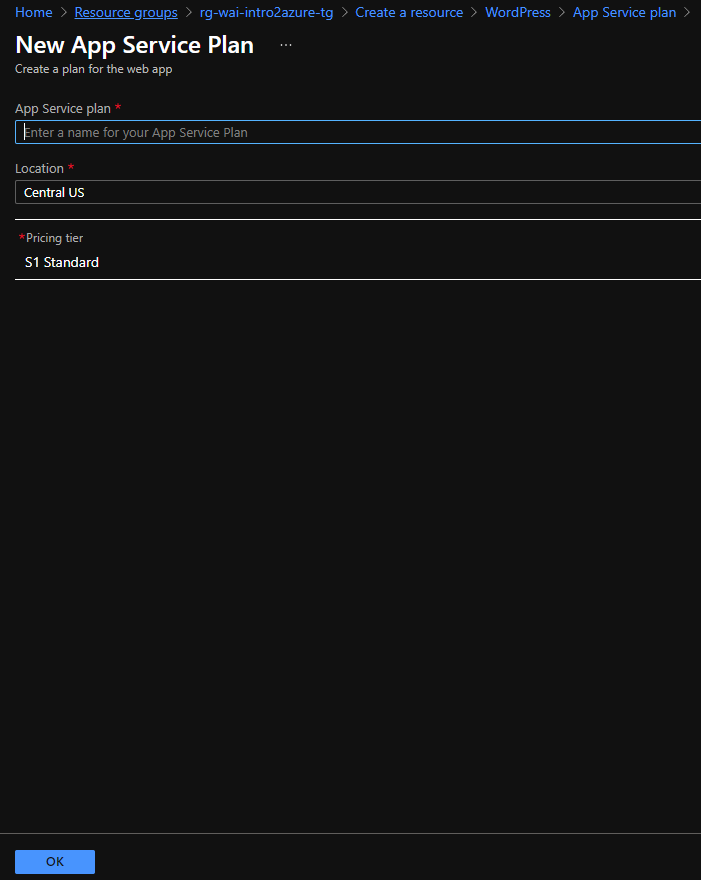 Home > Resource groups > rg-wai-intro2azure-tg > Create a resource > WordPress > App Service plan >
New App Service Plan ...
Create a plan for the web app
App Service plan *
Enter a name for your App Service Plan
Location *
Central US
*Pricing tier
S1 Standard
OK